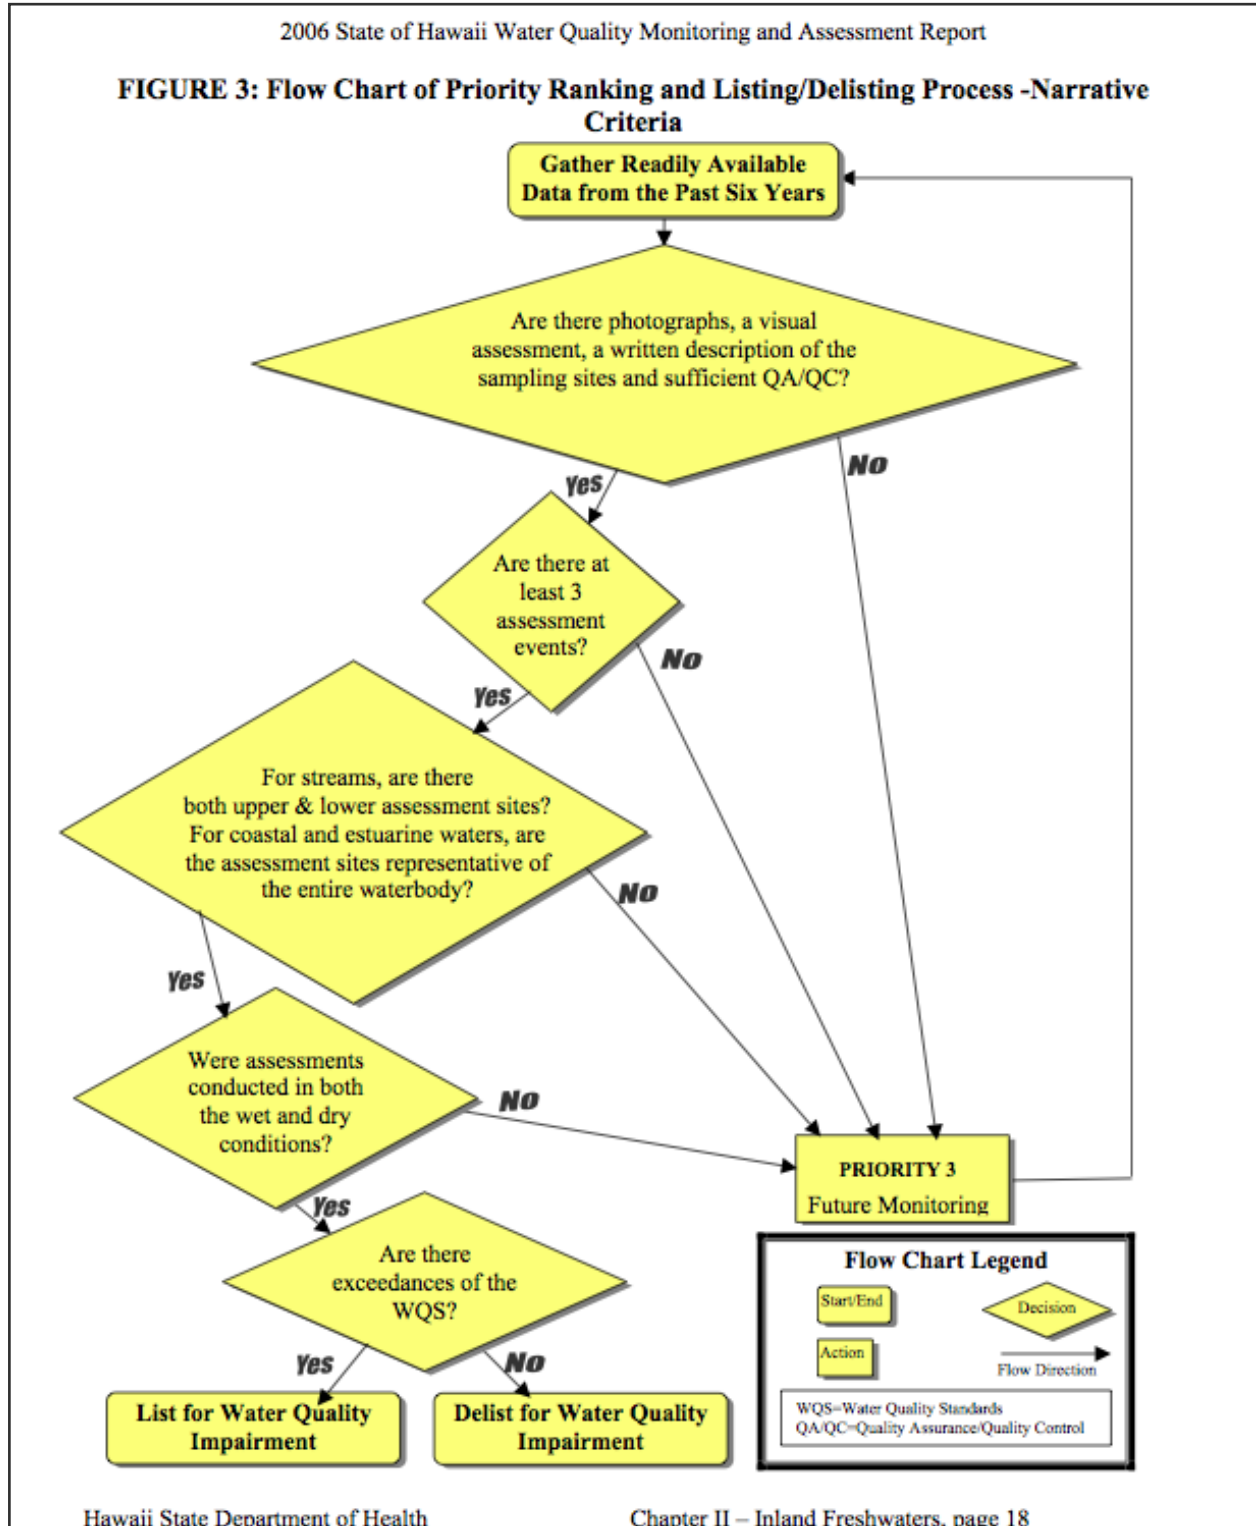 2006 State of Hawaii Water Quality Monitoring and Assessment Report
FIGURE 3: Flow Chart of Priority Ranking and Listing/Delisting Process -Narrative
Criteria
Gather Readily Available
Data from the Past Six Years
Are there photographs, a visual
assessment, a written description of the
sampling sites and sufficient QA/QC?
Yes
No
Are there at
least 3
assessment
events?
Yes
No
For streams, are there
both upper & lower assessment sites?
For coastal and estuarine waters, are
the assessment sites representative of
the entire waterbody?
Yes
No
Were assessments
conducted in both
the wet and dry
conditions?
Yes
No
PRIORITY 3
Future Monitoring
Are there
exceedances of the
WQS?
Yes
No
List for Water Quality
Impairment
Delist for Water Quality
Impairment
Flow Chart Legend
Start/End
Decision
Action
Flow Direction
WQS=Water Quality Standards
QA/QC=Quality Assurance/Quality Control
Hawaii State Department of Health
Chapter II – Inland Freshwaters, page 18